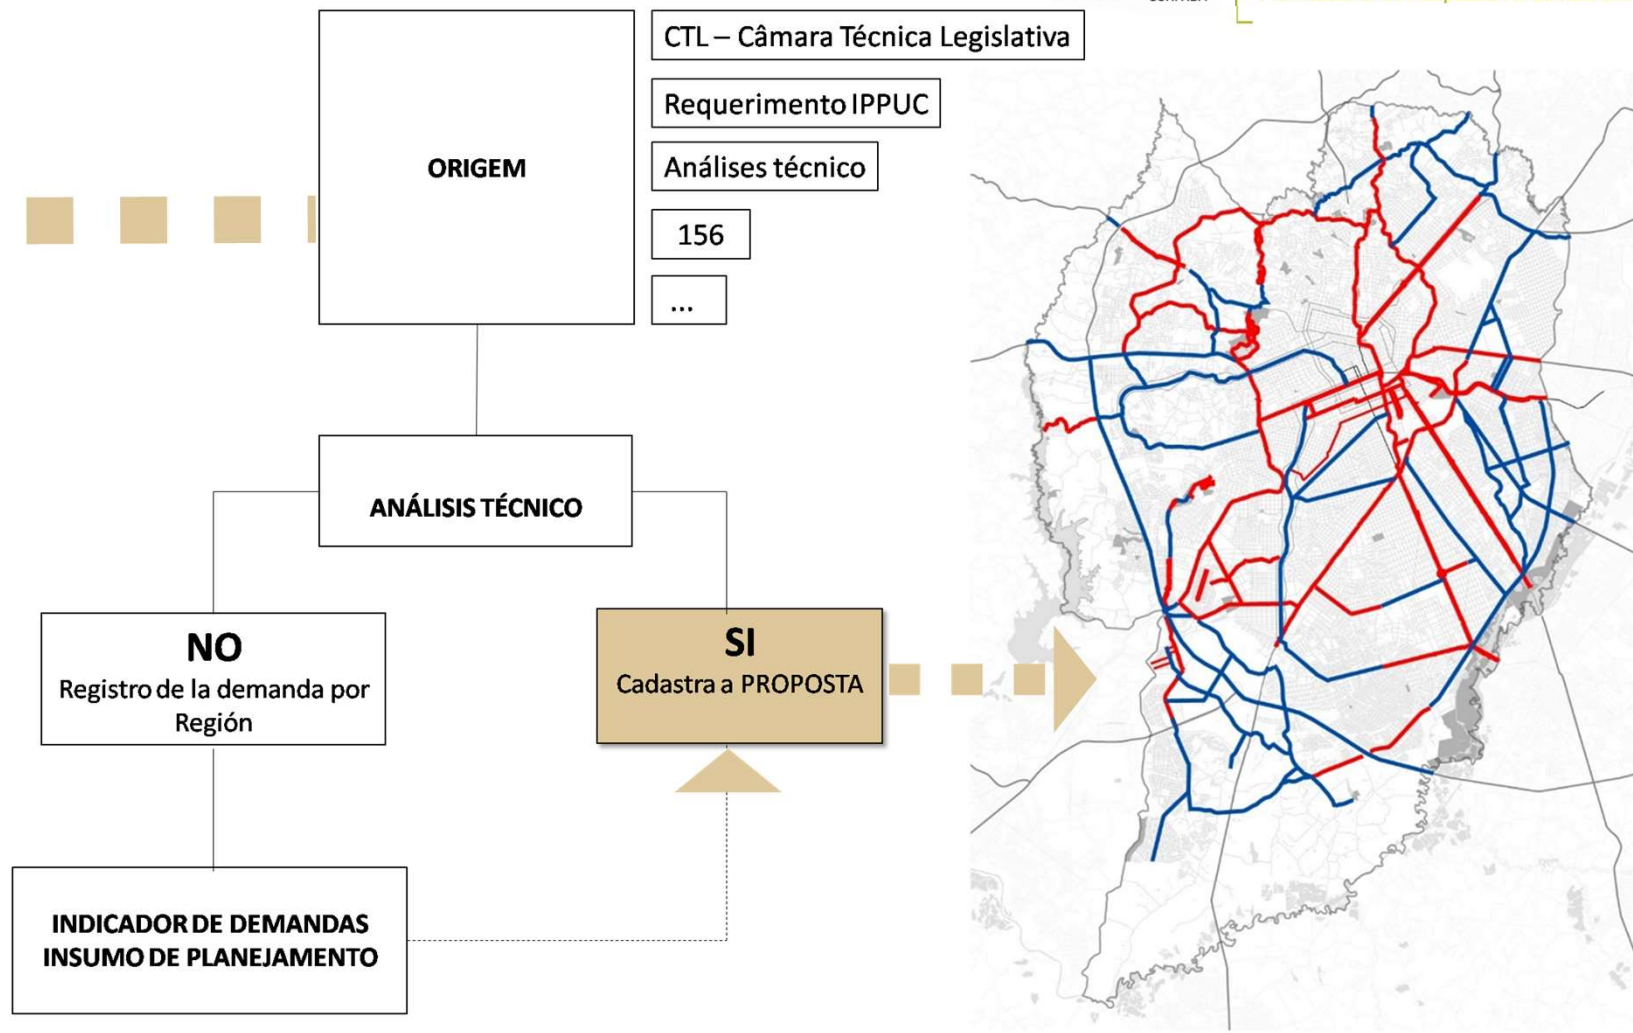 CTL – Câmara Técnica Legislativa
Requerimento IPPUC
ORIGEM
Análises técnico
156
...
ANÁLISIS TÉCNICO
NO
Registro de la demanda por
Región
SI
Cadastra a PROPOSTA
INDICADOR DE DEMANDAS
INSUMO DE PLANEJAMENTO